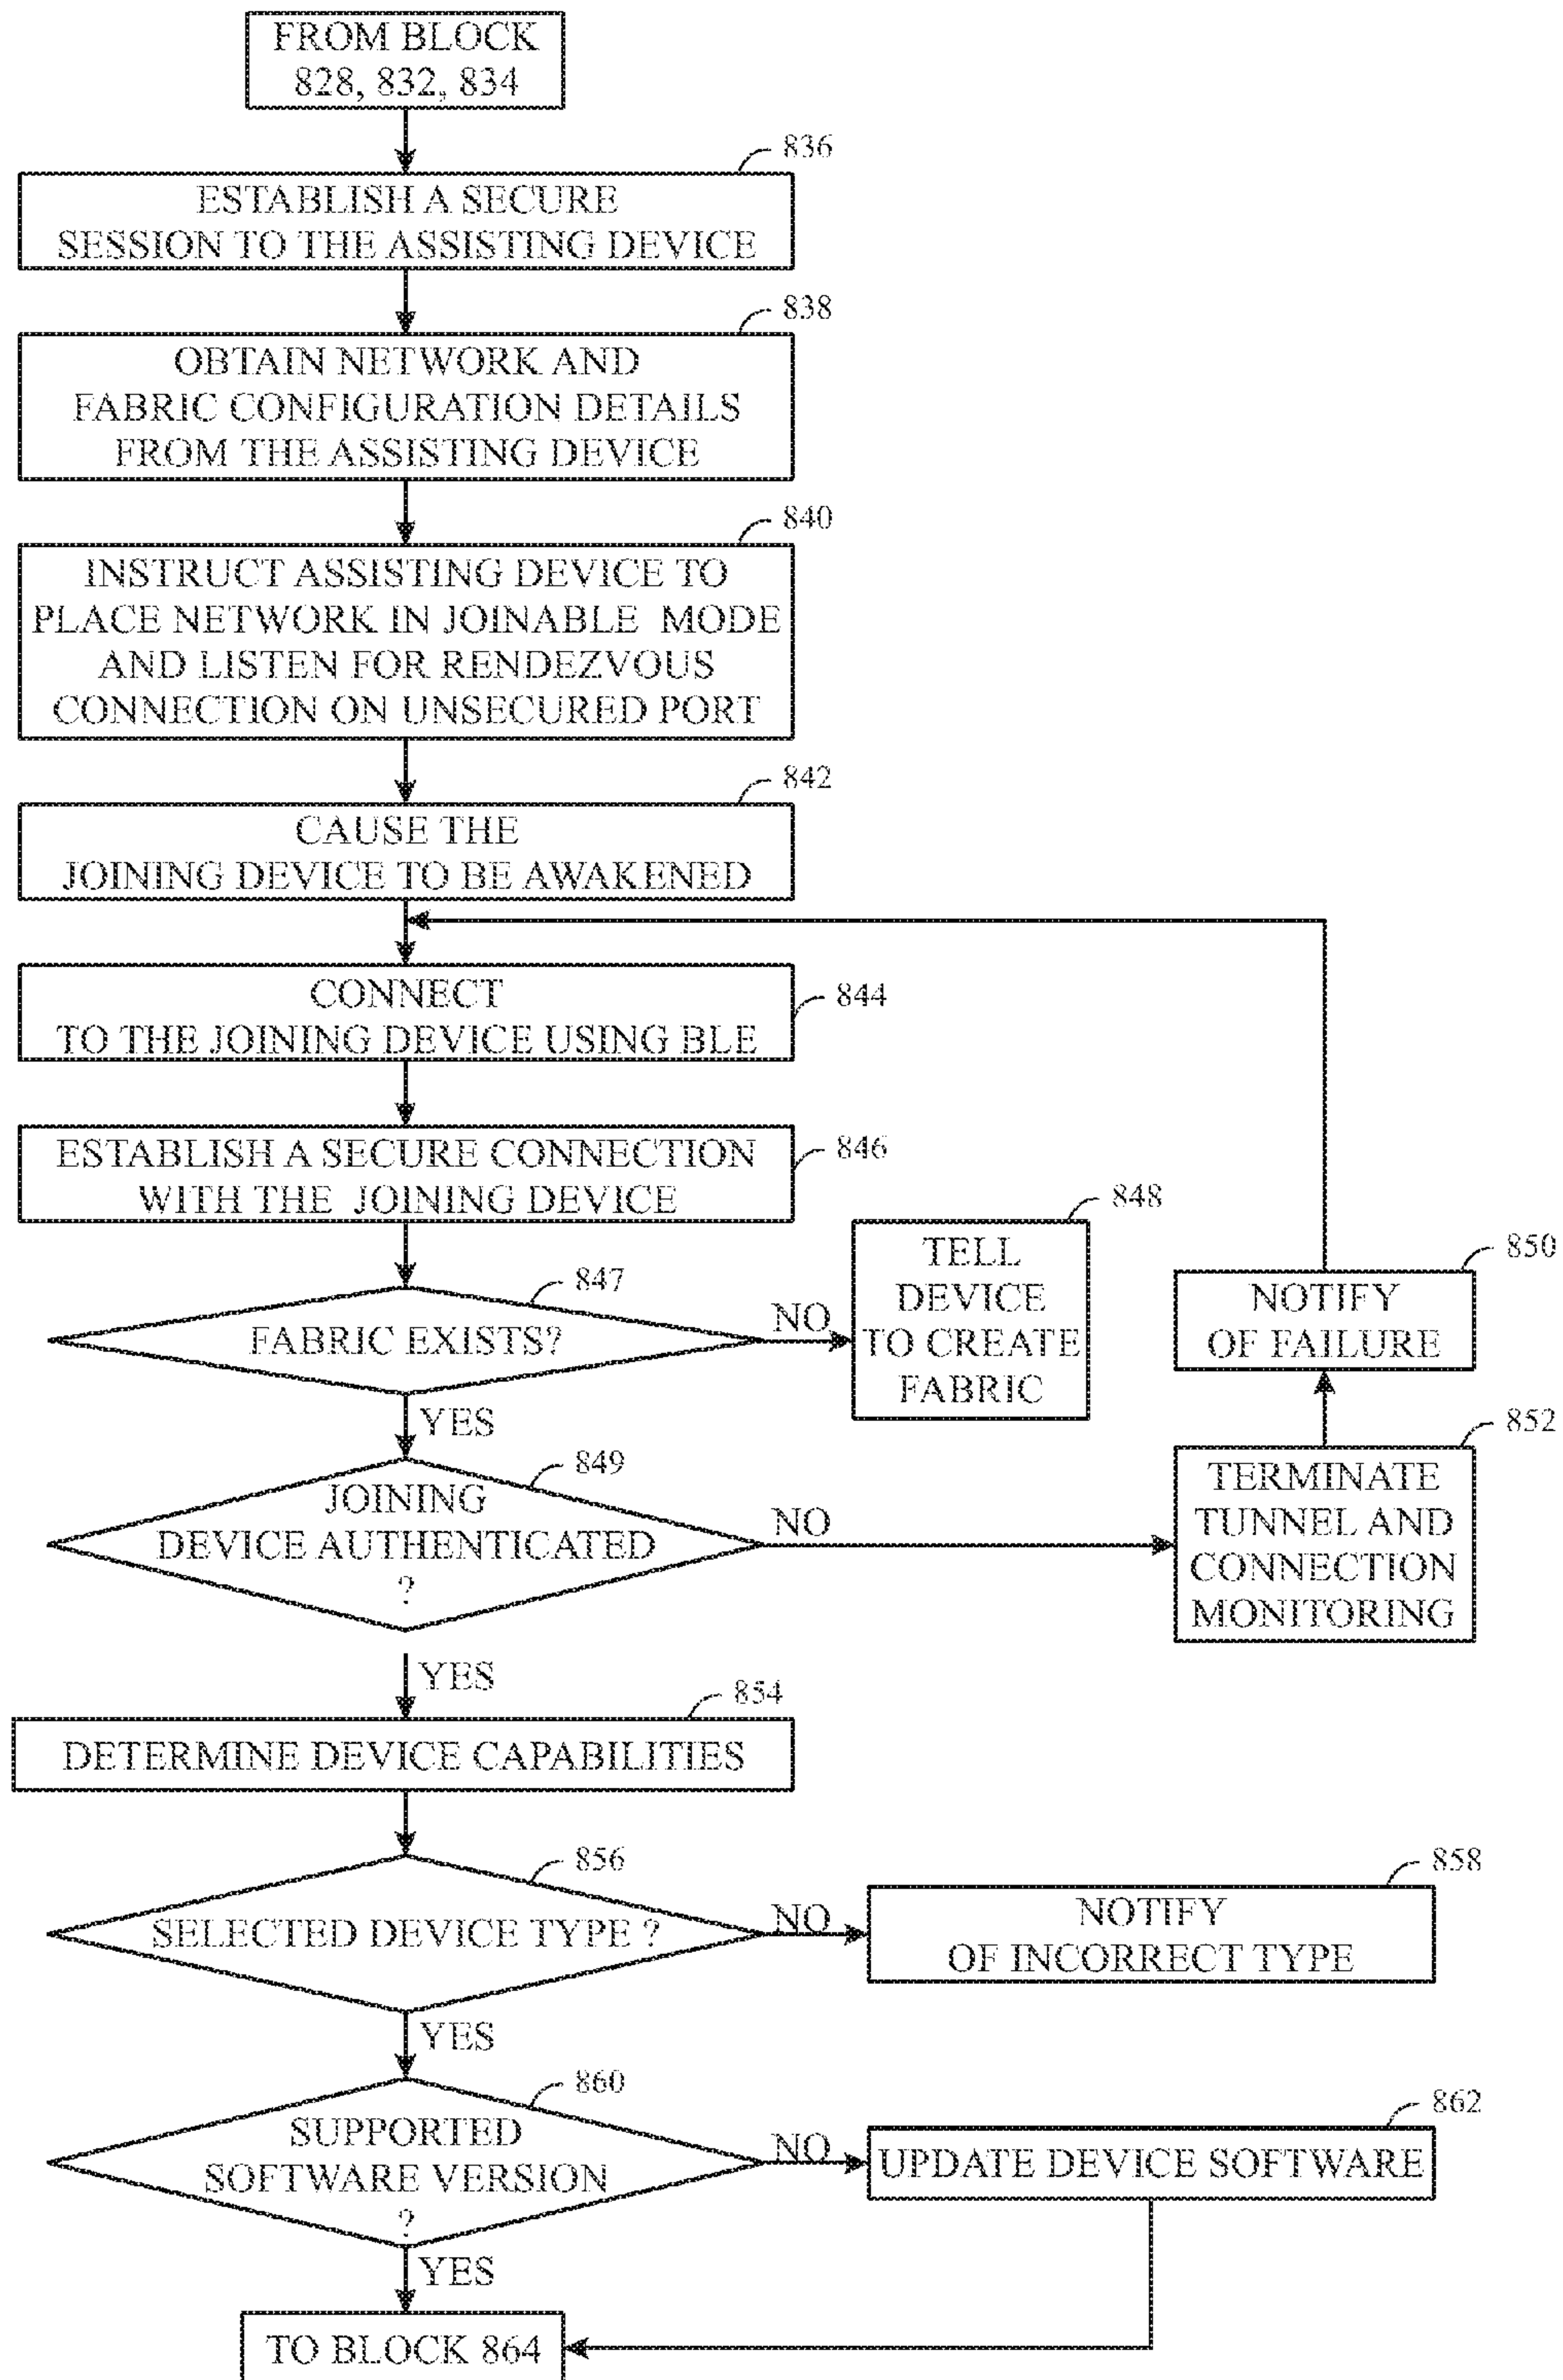 FROM BLOCK
828, 832, 834
836
ESTABLISH A SECURE
SESSION TO THE ASSISTING DEVICE
838
OBTAIN NETWORK AND
FABRIC CONFIGURATION DETAILS
FROM THE ASSISTING DEVICE
840
INSTRUCT ASSISTING DEVICE TO
PLACE NETWORK IN JOINABLE MODE
AND LISTEN FOR RENDEZVOUS
CONNECTION ON UNSECURED PORT
842
CAUSE THE
JOINING DEVICE TO BE AWAKENED
CONNECT
TO THE JOINING DEVICE USING BLE
844
ESTABLISH A SECURE CONNECTION
WITH THE JOINING DEVICE
846
847
FABRIC EXISTS?
NO
848
TELL
DEVICE
TO CREATE
FABRIC
850
NOTIFY
OF FAILURE
YES
849
JOINING
DEVICE AUTHENTICATED
?
NO
852
TERMINATE
TUNNEL AND
CONNECTION
MONITORING
YES
854
DETERMINE DEVICE CAPABILITIES
856
SELECTED DEVICE TYPE ?
NO
858
NOTIFY
OF INCORRECT TYPE
YES
860
SUPPORTED
SOFTWARE VERSION
?
NO
862
UPDATE DEVICE SOFTWARE
YES
TO BLOCK 864